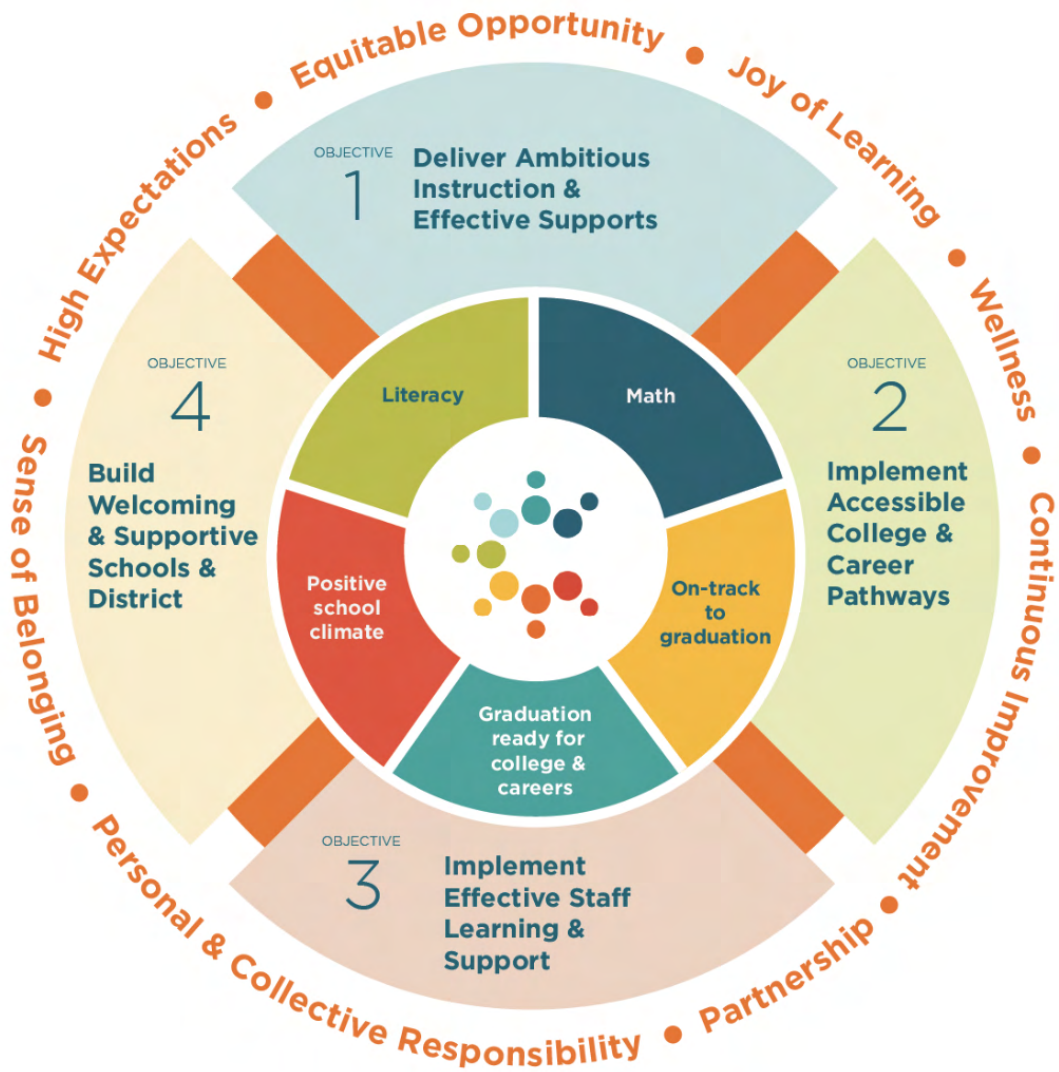 Equitable Opportunity
Joy of Learning
Wellness
Continuous Improvement
Partnership
Personal & Collective Responsibility
Sense of Belonging
High Expectations
OBJECTIVE
1
Deliver Ambitious
Instruction &
Effective Supports
OBJECTIVE
2
Implement
Accessible
College &
Career
Pathways
OBJECTIVE
3
Implement
Effective Staff
Learning &
Support
OBJECTIVE
4
Build
Welcoming
& Supportive
Schools &
District
Literacy
Math
On-track
to
graduation
Graduation
ready for
college &
careers
Positive
school
climate